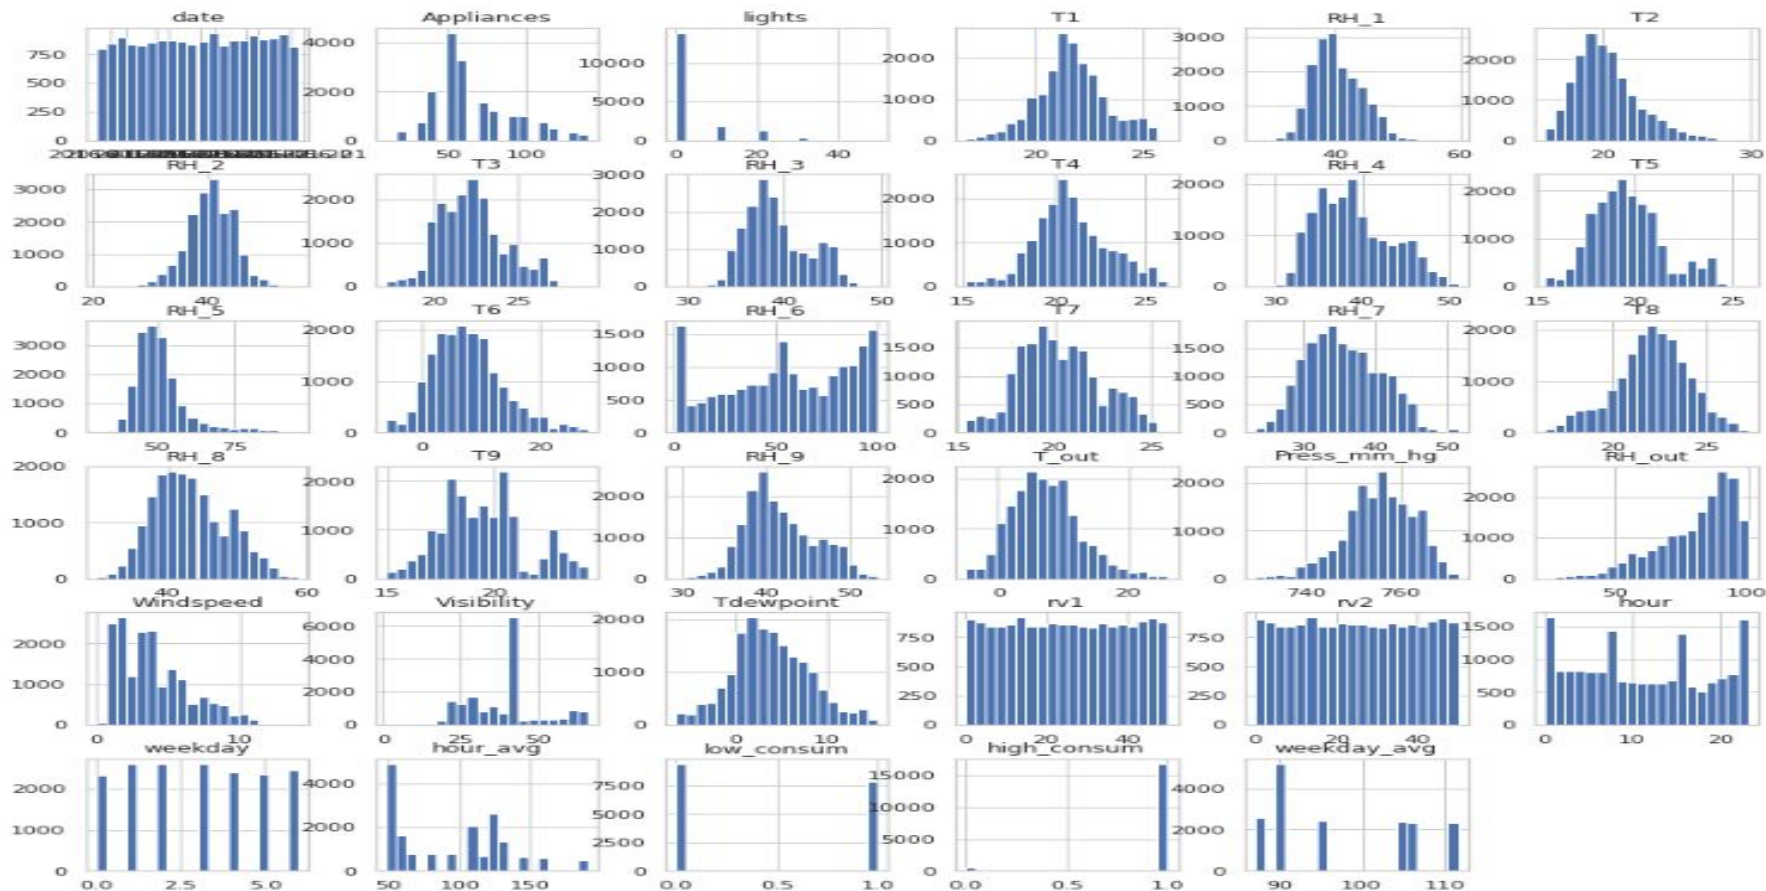 date
750
500
250
0
Appliances
4000
2000
0
50 100
lights
10000
5000
0
0 20 40
T1
2000
1000
0
20 25
RH_1
3000
2000
1000
0
40 60
T2
2000
1000
0
20 30
RH_2
3000
2000
1000
0
20 40
T3
2000
1000
0
20 25
RH_3
3000
2000
1000
0
30 40 50
T4
2000
1000
0
15 20 25
RH_4
2000
1000
0
30 40 50
T5
2000
1000
0
15 20 25
RH_5
3000
2000
1000
0
50 75
T6
2000
1000
0
0 20
RH_6
1500
1000
500
0
0 50 100
T7
1500
1000
500
0
15 20 25
RH_7
1500
1000
500
0
30 40 50
T8
2000
1000
0
20 25
RH_8
2000
1000
0
40 60
T9
2000
1000
0
15 20
RH_9
2000
1000
0
30 40 50
T_out
2000
1000
0
0 20
Press_mm_hg
2000
1000
0
740 760
RH_out
2000
1000
0
50 100
Windspeed
2000
1000
0
0 10
Visibility
6000
4000
2000
0
25 50
Tdewpoint
2000
1000
0
0 10
rv1
750
500
250
0
0 20 40
rv2
750
500
250
0
0 20 40
hour
1500
1000
500
0
0 10 20
weekday
2000
1000
0
0.0 2.5 5.0
hour_avg
4000
2000
0
50 100 150
low_consum
7500
5000
2500
0
0.0 0.5 1.0
high_consum
15000
10000
5000
0
0.0 0.5 1.0
weekday_avg
4000
2000
0
90 100 110